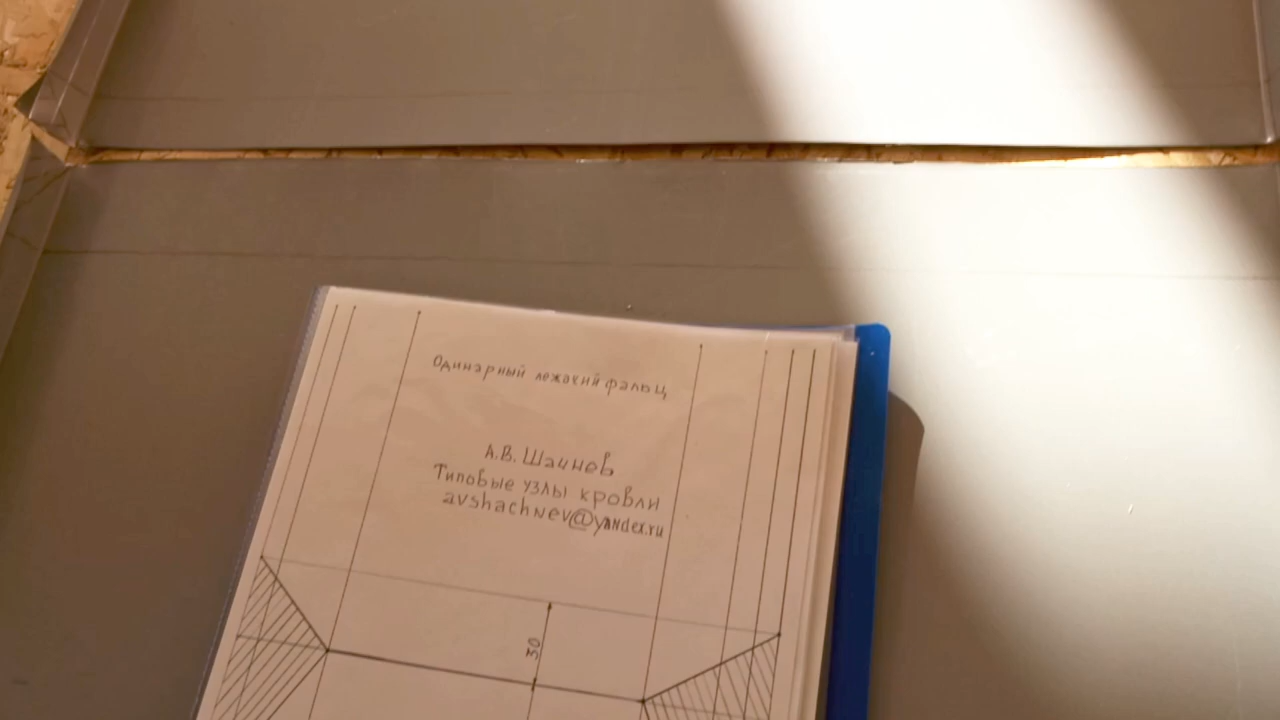 Одинарный лежачий фальц
А.В. Шачнев
Типовые узлы кровли
avshachnev@yandex.ru
30